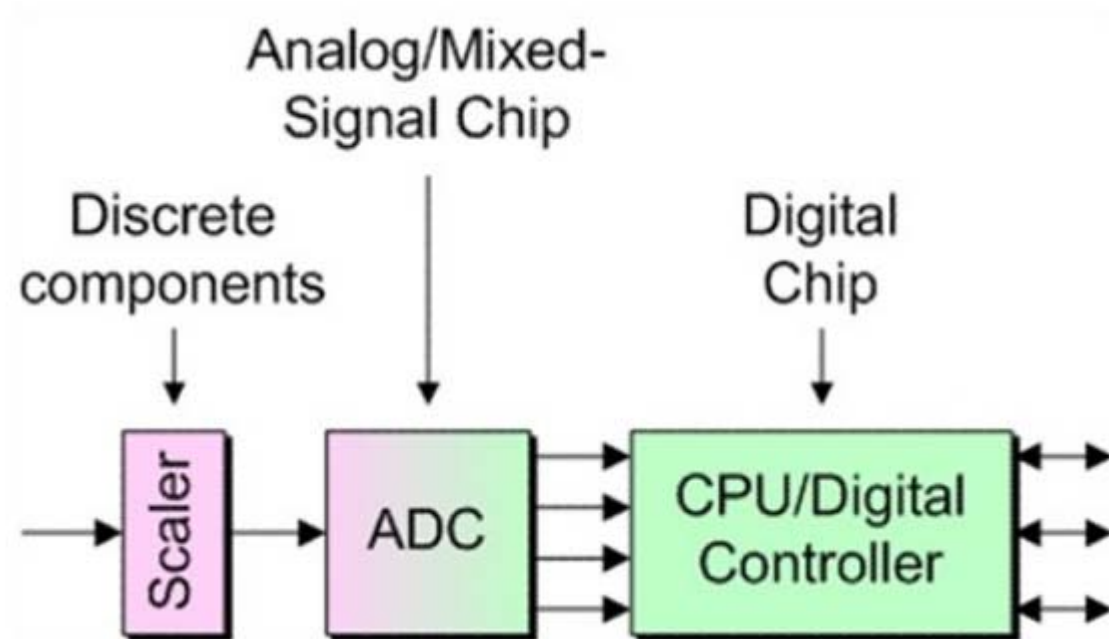 Analog/Mixed-
Signal Chip
Discrete
components
Digital
Chip
Scaler
ADC
CPU/Digital
Controller